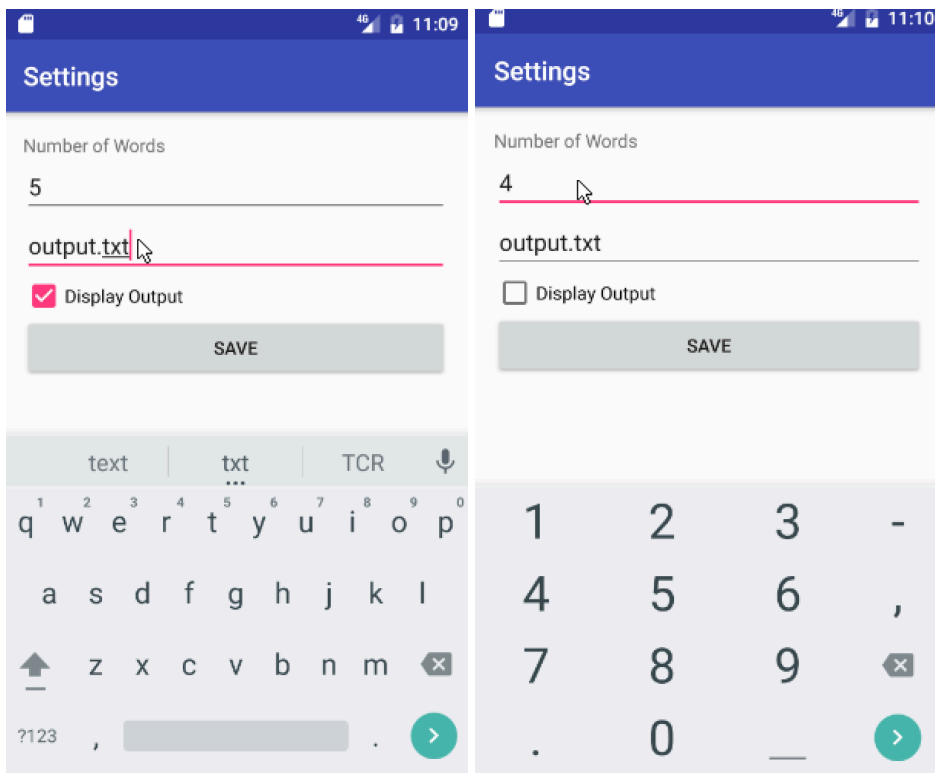 4G 11:09
Settings
Number of Words
5
output.txt
Display Output
SAVE
text txt TCR
1 2 3 4 5 6 7 8 9 0
q w e r t y u i o p
a s d f g h j k l
z x c v b n m
?123 , .
4G 11:10
Settings
Number of Words
4
output.txt
Display Output
SAVE
1 2 3 -
4 5 6 ,
7 8 9
. 0 _